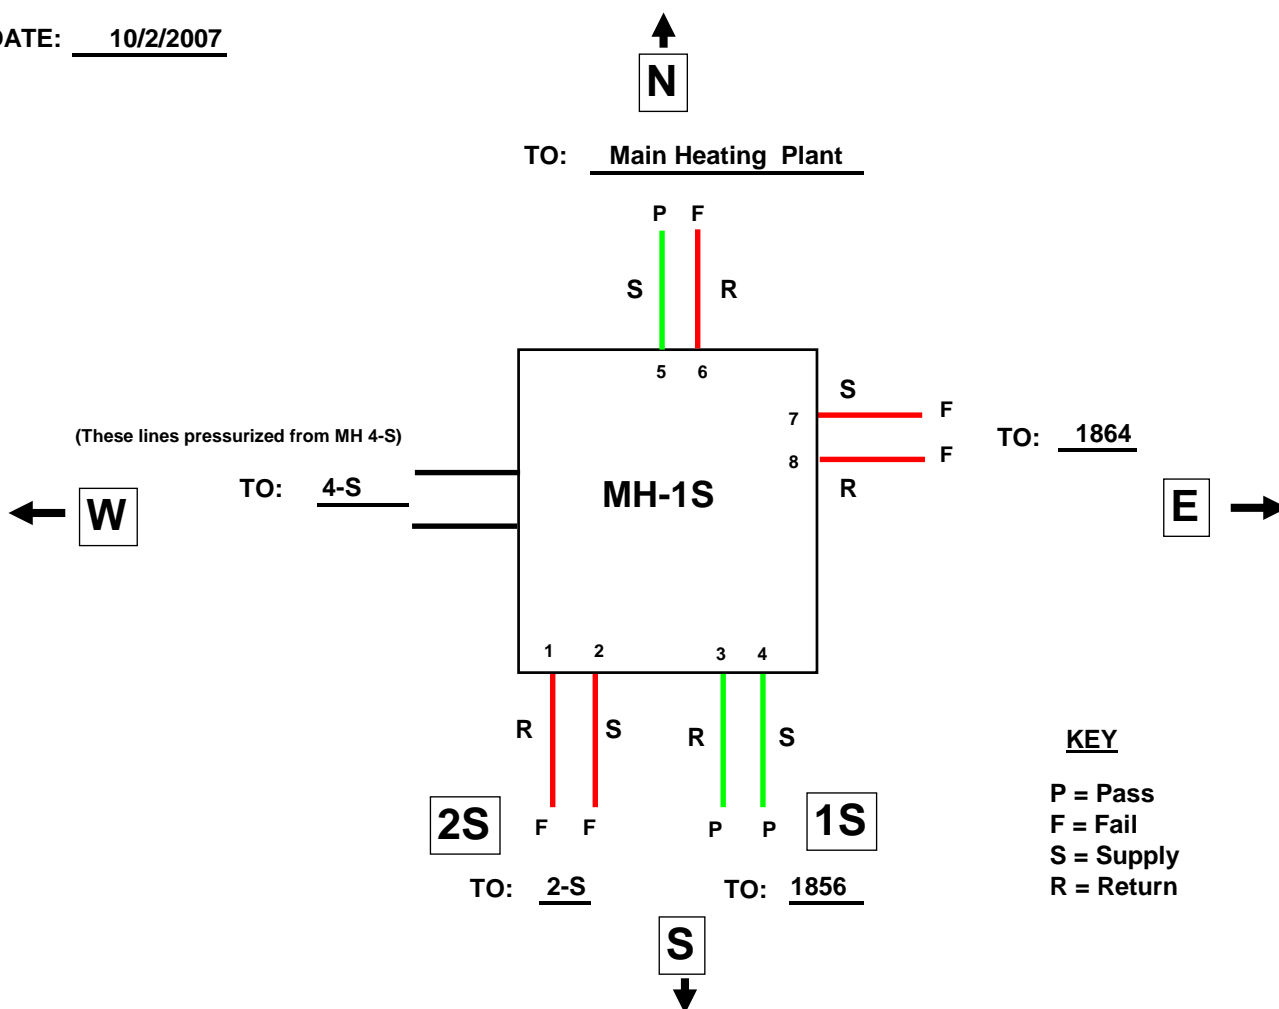 DATE: 10/2/2007
N
TO: Main Heating Plant
P F
S R
5 6
S
7 F
(These lines pressurized from MH 4-S)
TO: 1864
8 F
TO: 4-S
MH-1S
R
W
E
1 2 3 4
R S R S
KEY
P = Pass
F = Fail
S = Supply
R = Return
2S F F P P 1S
TO: 2-S TO: 1856
S